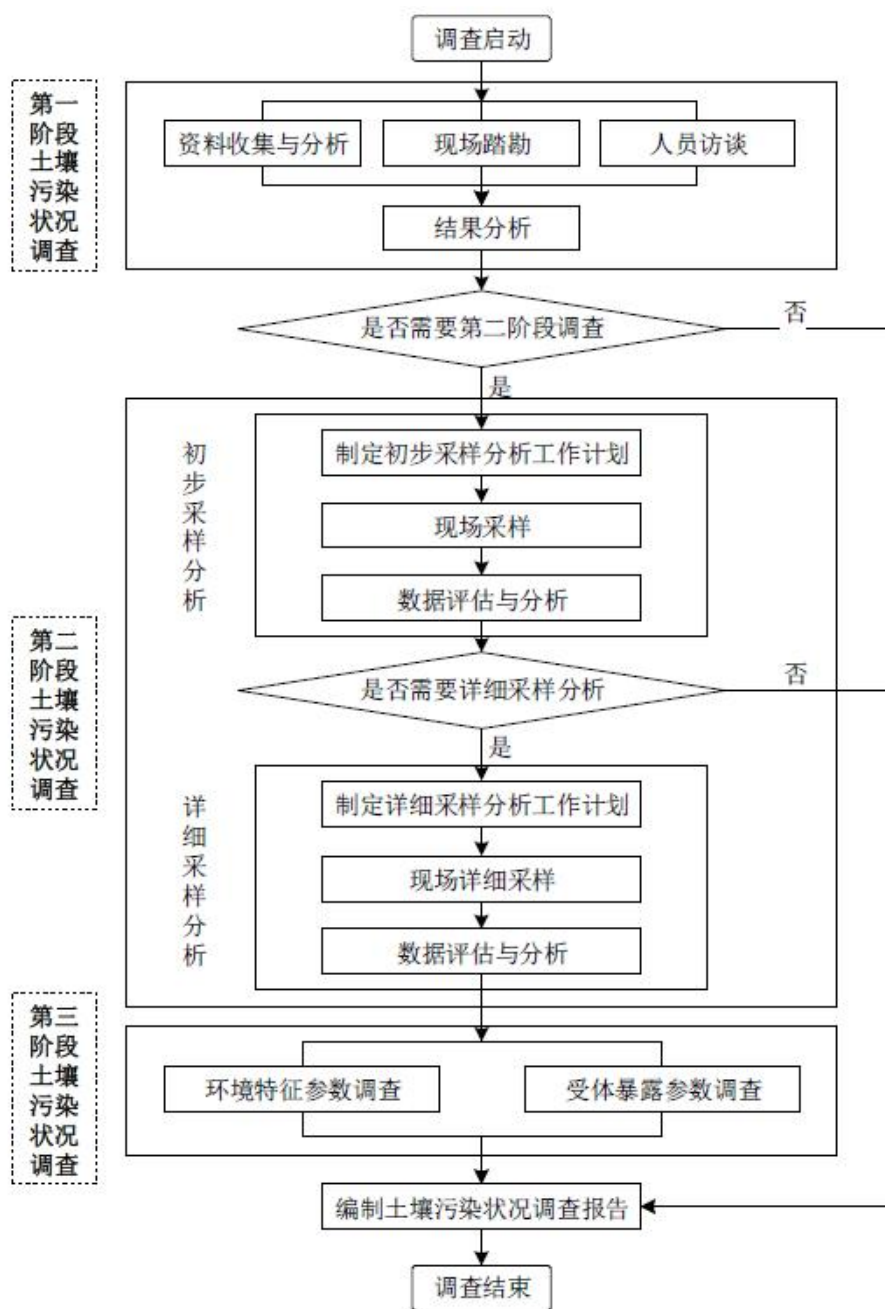 调查启动
第一
阶段
土壤
污染
状况
调查
资料收集与分析
现场踏勘
人员访谈
结果分析
是否需要第二阶段调查
否
是
初
步
采
样
分
析
制定初步采样分析工作计划
现场采样
数据评估与分析
第二
阶段
土壤
污染
状况
调查
是否需要详细采样分析
否
是
详
细
采
样
分
析
制定详细采样分析工作计划
现场详细采样
数据评估与分析
第三
阶段
土壤
污染
状况
调查
环境特征参数调查
受体暴露参数调查
编制土壤污染状况调查报告
调查结束